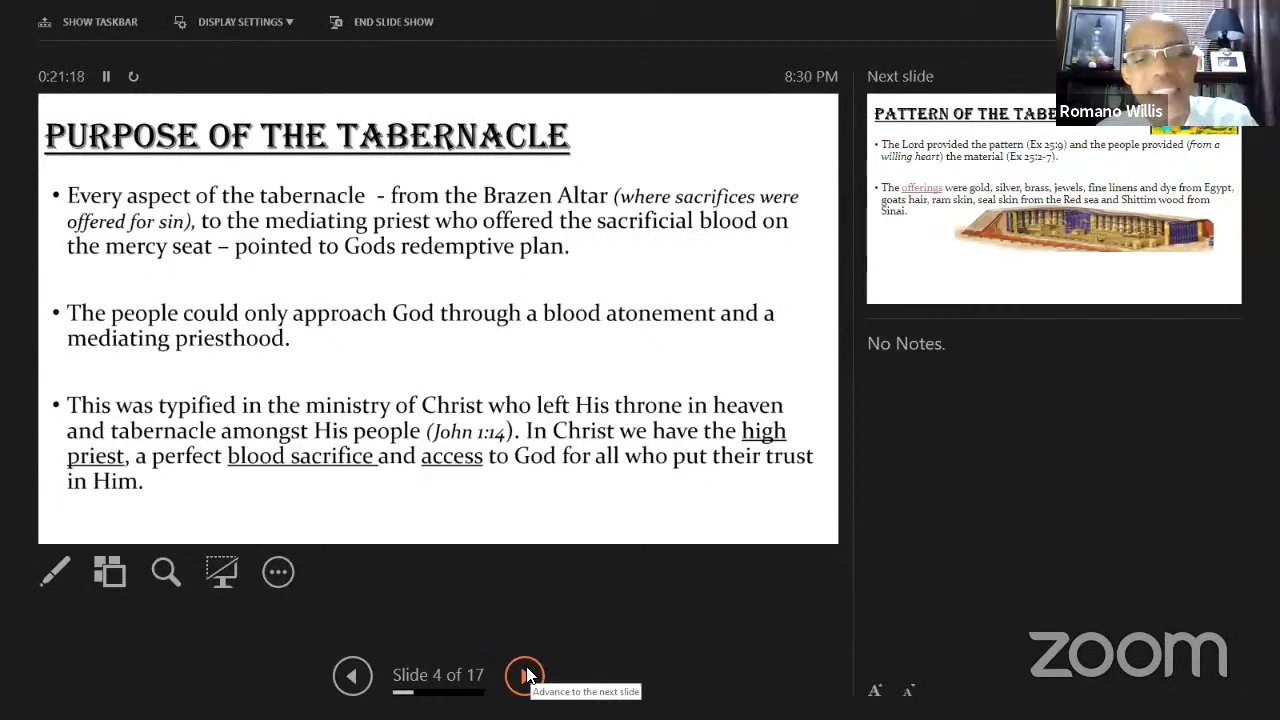 SHOW TASKBAR
DISPLAY SETTINGS ▼
END SLIDE SHOW
0:21:18
8:30 PM
PURPOSE OF THE TABERNACLE
• Every aspect of the tabernacle - from the Brazen Altar (where sacrifices were
offered for sin), to the mediating priest who offered the sacrificial blood on
the mercy seat – pointed to Gods redemptive plan.
• The people could only approach God through a blood atonement and a
mediating priesthood.
• This was typified in the ministry of Christ who left His throne in heaven
and tabernacle amongst His people (John 1:14). In Christ we have the high
priest, a perfect blood sacrifice and access to God for all who put their trust
in Him.
Next slide
PATTERN OF THE TABE
• The Lord provided the pattern (Ex 25:9) and the people provided (from a
willing heart) the material (Ex 25:2-7).
• The offerings were gold, silver, brass, jewels, fine linens and dye from Egypt,
goats hair, ram skin, seal skin from the Red sea and Shittim wood from
Sinai.
Romano Willis
No Notes.
Slide 4 of 17
Advance to the next slide
A A
zoom